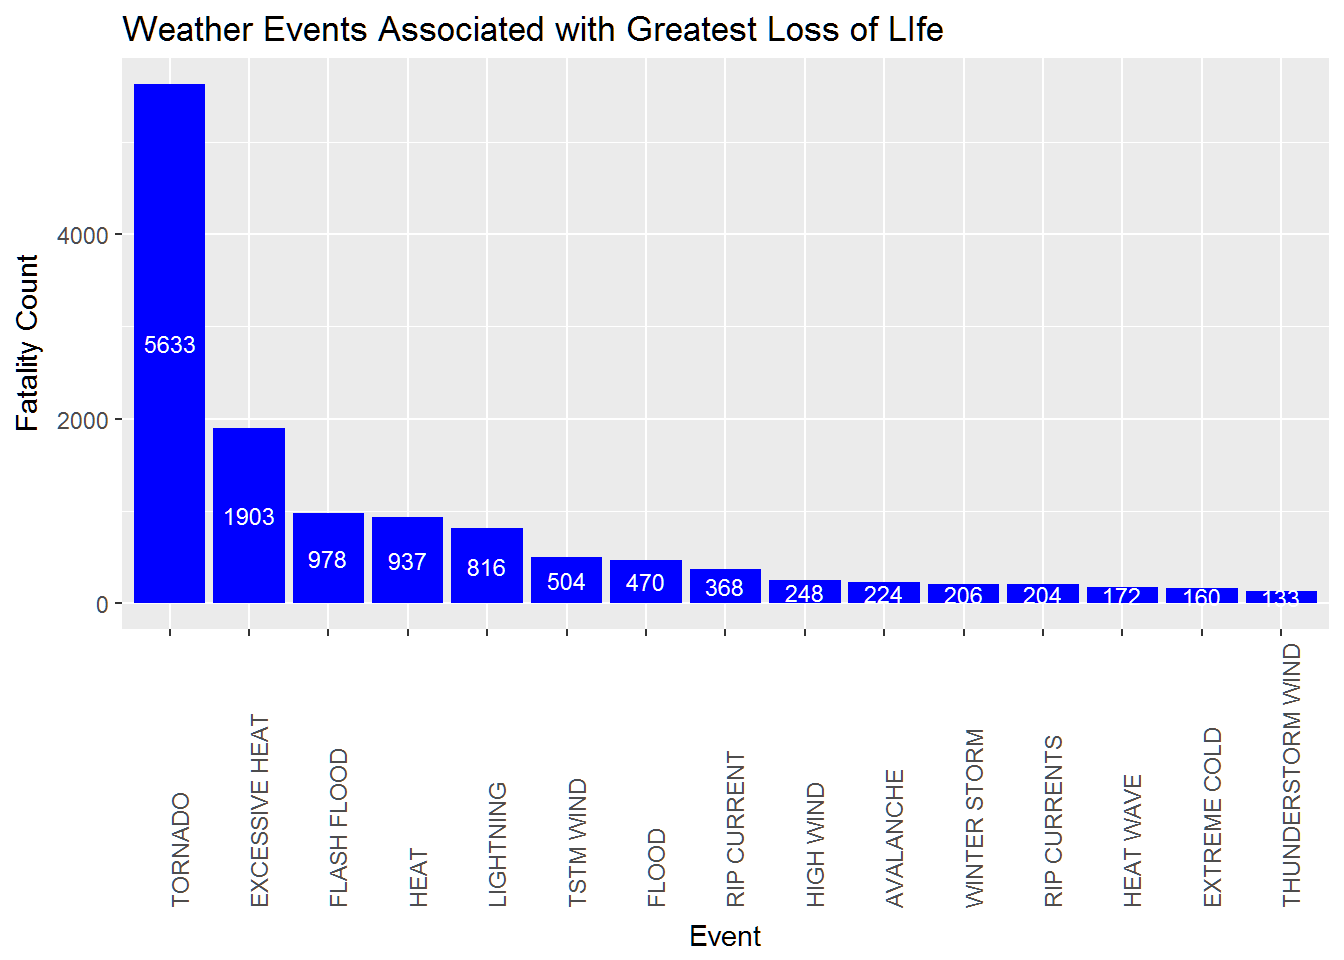 Weather Events Associated with Greatest Loss of LIfe
Fatality Count
4000
2000
0
5633
1903
978
937
816
504
470
368
248
224
206
204
172
160
133
TORNADO
EXCESSIVE HEAT
FLASH FLOOD
HEAT
LIGHTNING
TSTM WIND
FLOOD
RIP CURRENT
HIGH WIND
AVALANCHE
WINTER STORM
RIP CURRENTS
HEAT WAVE
EXTREME COLD
THUNDERSTORM WIND
Event